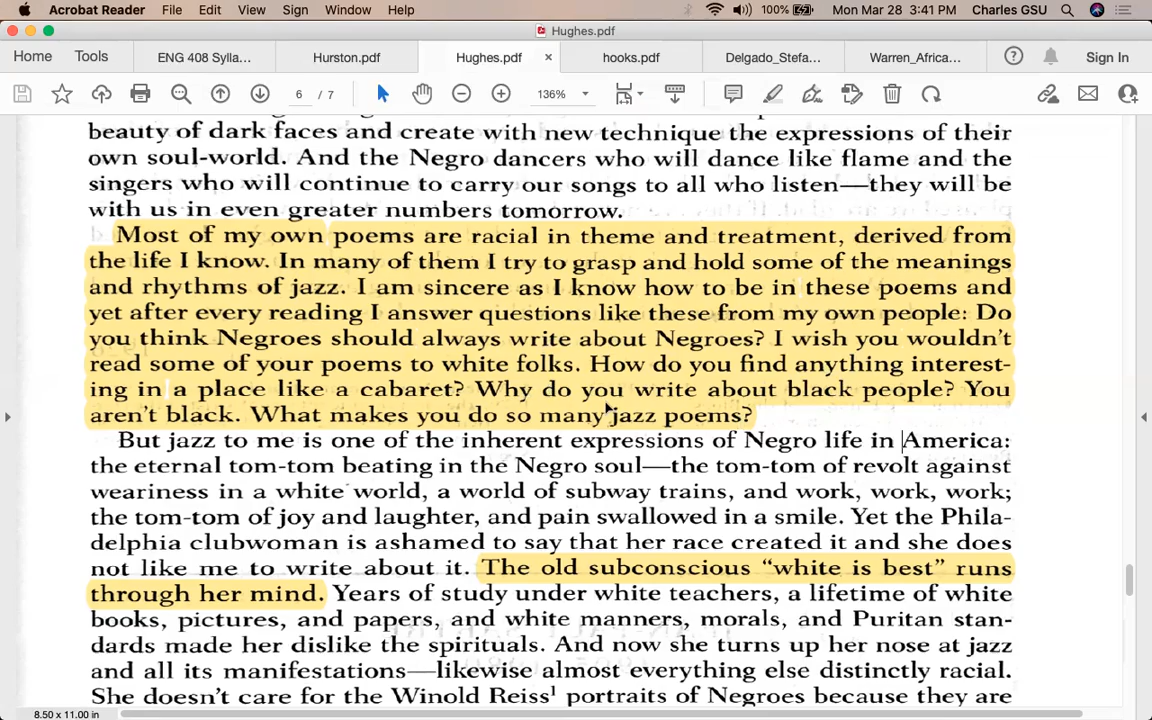 Acrobat Reader File Edit View Sign Window Help 100% Mon Mar 28 3:41 PM Charles GSU
Hughes.pdf
Home Tools ENG 408 Sylla... Hurston.pdf Hughes.pdf × hooks.pdf Delgado_Stefa... Warren_Africa... Sign In
6 / 7 136%
beauty of dark faces and create with new technique the expressions of their
own soul-world. And the Negro dancers who will dance like flame and the
singers who will continue to carry our songs to all who listen—they will be
with us in even greater numbers tomorrow.
Most of my own poems are racial in theme and treatment, derived from
the life I know. In many of them I try to grasp and hold some of the meanings
and rhythms of jazz. I am sincere as I know how to be in these poems and
yet after every reading I answer questions like these from my own people: Do
you think Negroes should always write about Negroes? I wish you wouldn't
read some of your poems to white folks. How do you find anything interest-
ing in a place like a cabaret? Why do you write about black people? You
aren't black. What makes you do so many jazz poems?
But jazz to me is one of the inherent expressions of Negro life in America:
the eternal tom-tom beating in the Negro soul—the tom-tom of revolt against
weariness in a white world, a world of subway trains, and work, work, work;
the tom-tom of joy and laughter, and pain swallowed in a smile. Yet the Phila-
delphia clubwoman is ashamed to say that her race created it and she does
not like me to write about it. The old subconscious “white is best” runs
through her mind. Years of study under white teachers, a lifetime of white
books, pictures, and papers, and white manners, morals, and Puritan stan-
dards made her dislike the spirituals. And now she turns up her nose at jazz
and all its manifestations—likewise almost everything else distinctly racial.
She doesn't care for the Winold Reiss¹ portraits of Negroes because they are
8.50 x 11.00 in